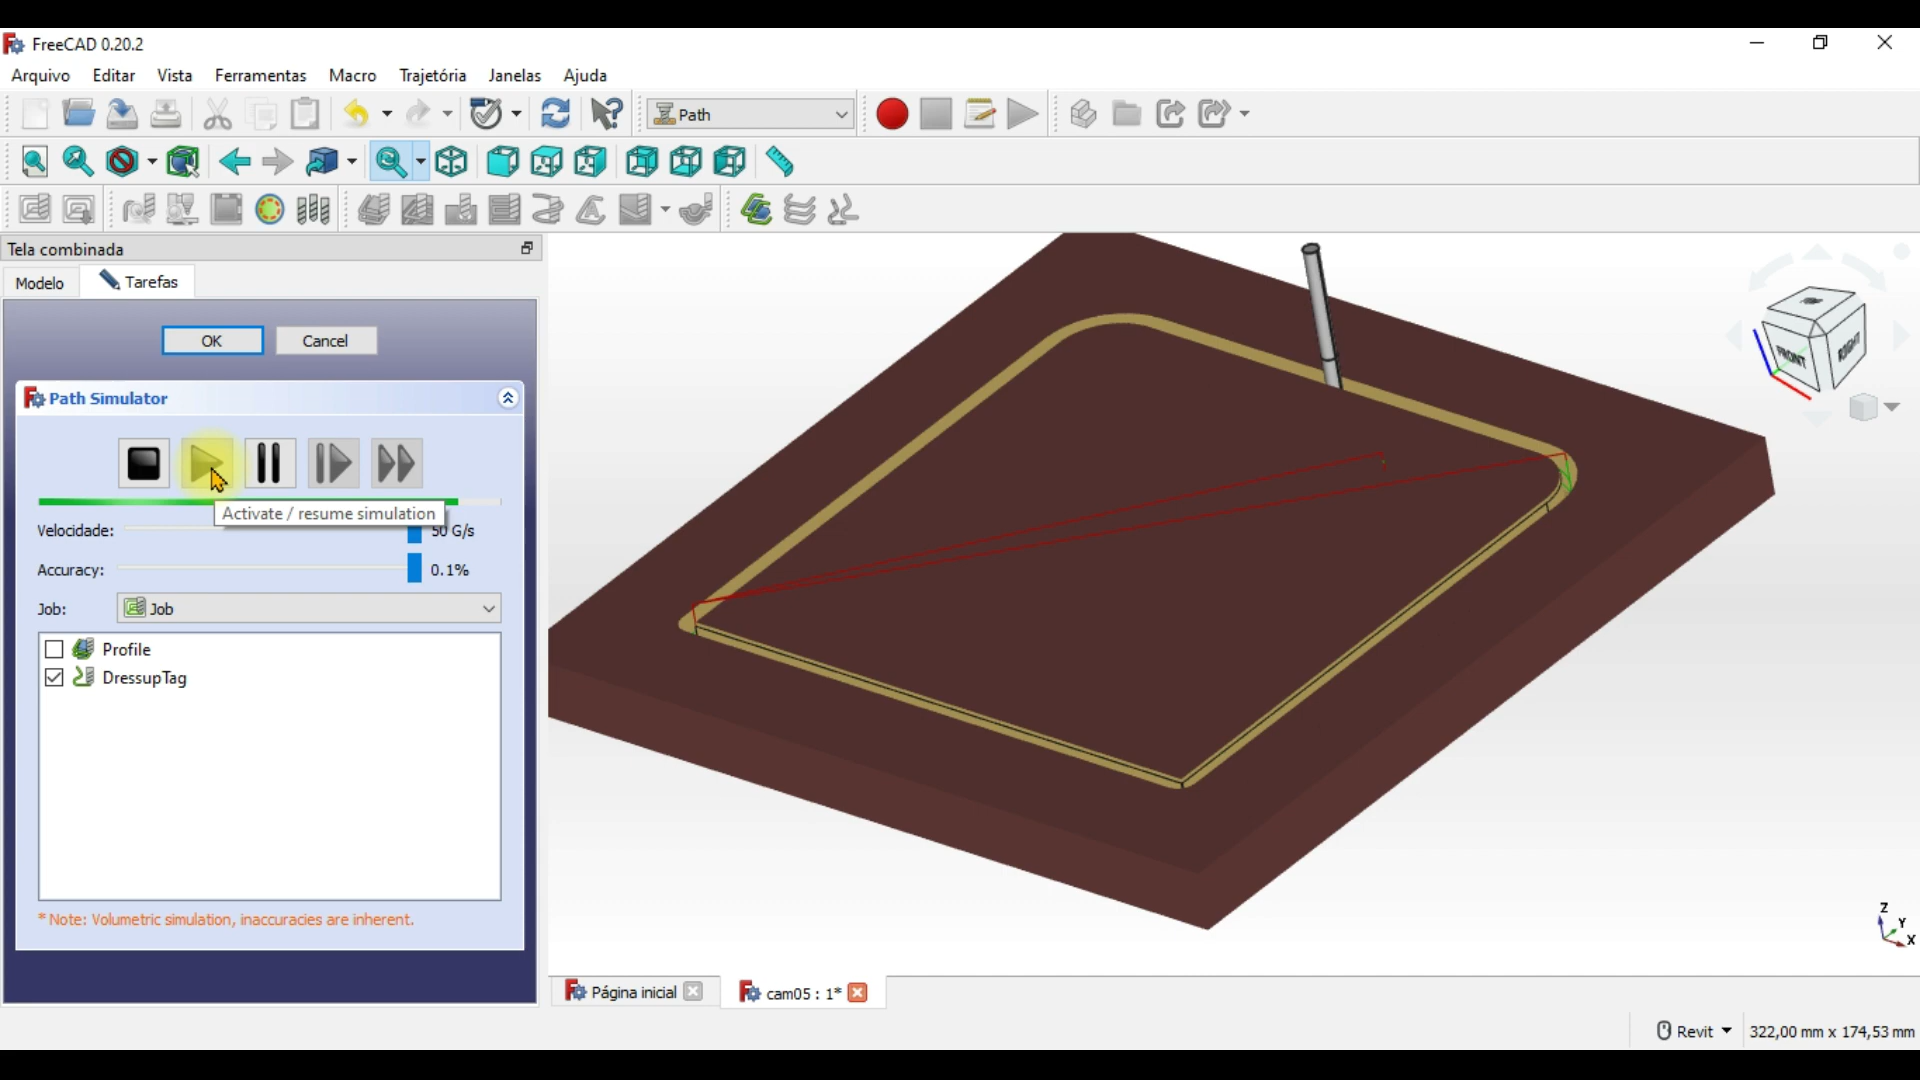 FreeCAD 0.20.2
Arquivo Editar Vista Ferramentas Macro Trajetória Janelas Ajuda
Path
Tela combinada
Modelo Tarefas
OK Cancel
Path Simulator
Activate / resume simulation
Velocidade: 50 G/s
Accuracy: 0.1%
Job: Job
Profile
DressupTag
*Note: Volumetric simulation, inaccuracies are inherent.
FRONT RIGHT
Z
Y
X
Página inicial cam05 : 1*
Revit 322,00 mm x 174,53 mm